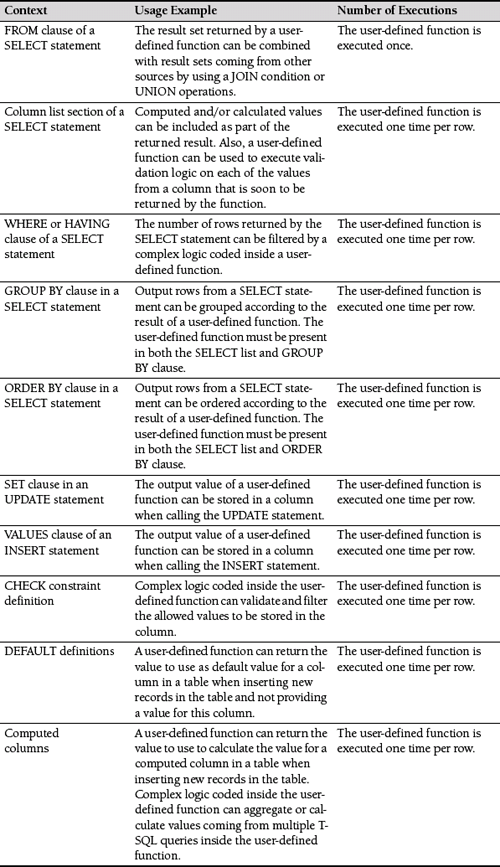 Context Usage Example Number of Executions
FROM clause of a The result set returned by a user- The user-defined function is
SELECT statement defined function can be combined executed once.
with result sets coming from other
sources by using a JOIN condition or
UNION operations.
Column list section of a Computed and/or calculated values The user-defined function is
SELECT statement can be included as part of the executed one time per row.
returned result. Also, a user-defined
function can be used to execute vali-
dation logic on each of the values
from a column that is soon to be
returned by the function.
WHERE or HAVING The number of rows returned by the The user-defined function is
clause of a SELECT SELECT statement can be filtered by a executed one time per row.
statement complex logic coded inside a user-
defined function.
GROUP BY clause in a Output rows from a SELECT state- The user-defined function is
SELECT statement ment can be grouped according to the executed one time per row.
result of a user-defined function. The
user-defined function must be present
in both the SELECT list and GROUP
BY clause.
ORDER BY clause in a Output rows from a SELECT state- The user-defined function is
SELECT statement ment can be ordered according to the executed one time per row.
result of a user-defined function. The
user-defined function must be present
in both the SELECT list and ORDER
BY clause.
SET clause in an The output value of a user-defined The user-defined function is
UPDATE statement function can be stored in a column executed one time per row.
when calling the UPDATE statement.
VALUES clause of an The output value of a user-defined The user-defined function is
INSERT statement function can be stored in a column executed one time per row.
when calling the INSERT statement.
CHECK constraint Complex logic coded inside the user- The user-defined function is
definition defined function can validate and filter executed one time per row.
the allowed values to be stored in the
column.
DEFAULT definitions A user-defined function can return the The user-defined function is
value to use as default value for a col- executed one time per row.
umn in a table when inserting new
records in the table and not providing
a value for this column.
Computed A user-defined function can return the The user-defined function is
columns value to use to calculate the value for a executed one time per row.
computed column in a table when
inserting new records in the table.
Complex logic coded inside the user-
defined function can aggregate or cal-
culate values coming from multiple T-
SQL queries inside the user-defined
function.